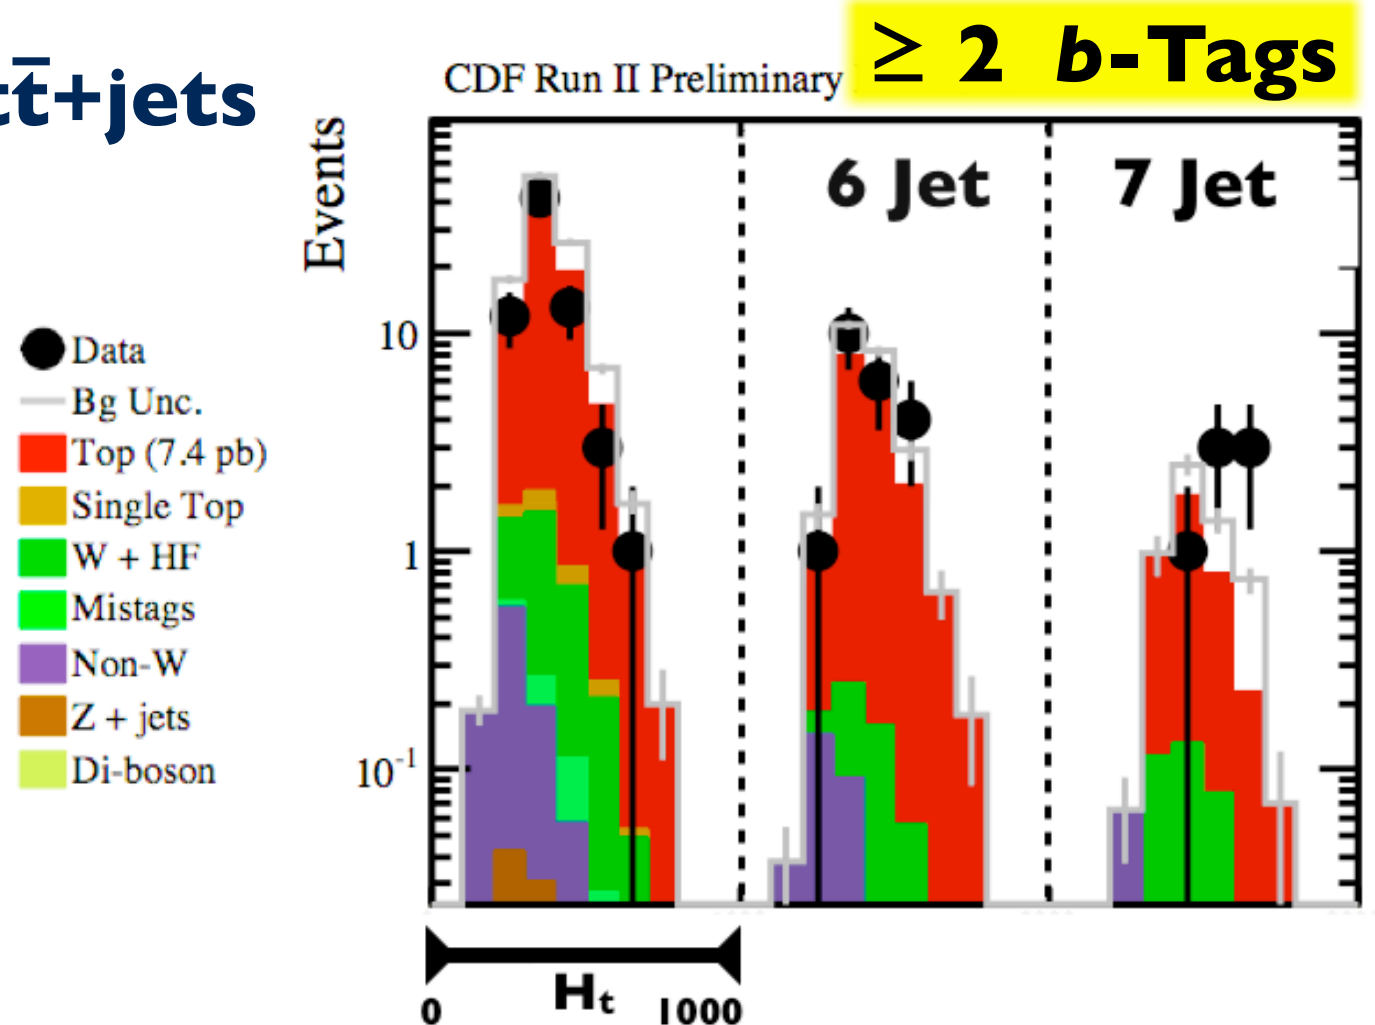 ≥ 2 b-Tags
tt̄+jets
CDF Run II Preliminary
Events
6 Jet
7 Jet
10
1
10⁻¹
Data
Bg Unc.
Top (7.4 pb)
Single Top
W + HF
Mistags
Non-W
Z + jets
Di-boson
Hₜ
0
1000